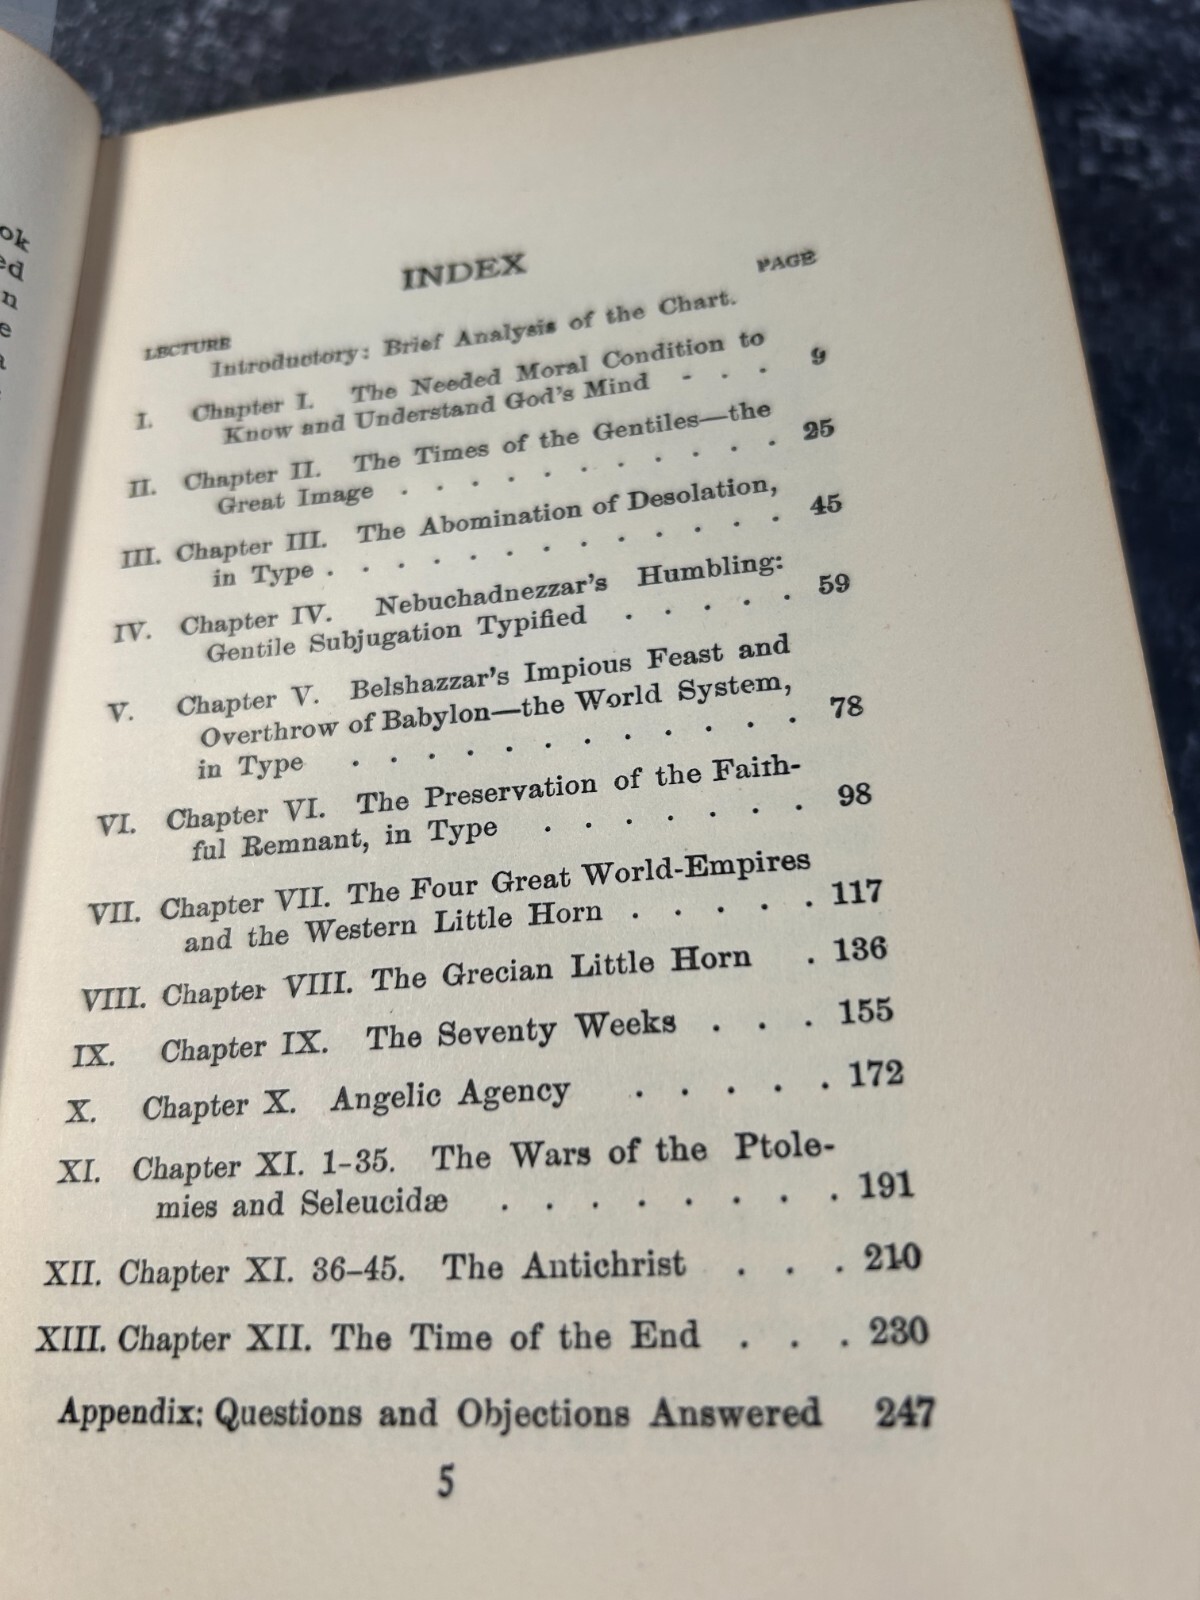 ok
ed
n
e
a
INDEX
LECTURE PAGE
Introductory: Brief Analysis of the Chart.
I. Chapter I. The Needed Moral Condition to
Know and Understand God's Mind - . . 9
II. Chapter II. The Times of the Gentiles—the
Great Image . . . . . . . . . . 25
III. Chapter III. The Abomination of Desolation,
in Type . . . . . . . . . . . . 45
IV. Chapter IV. Nebuchadnezzar's Humbling:
Gentile Subjugation Typified . . . . . 59
V. Chapter V. Belshazzar's Impious Feast and
Overthrow of Babylon—the World System,
in Type . . . . . . . . . . . . 78
VI. Chapter VI. The Preservation of the Faith-
ful Remnant, in Type . . . . . . . 98
VII. Chapter VII. The Four Great World-Empires
and the Western Little Horn . . . . . 117
VIII. Chapter VIII. The Grecian Little Horn . 136
IX. Chapter IX. The Seventy Weeks . . . 155
X. Chapter X. Angelic Agency . . . . . 172
XI. Chapter XI. 1-35. The Wars of the Ptole-
mies and Seleucidæ . . . . . . . . 191
XII. Chapter XI. 36-45. The Antichrist . . . 210
XIII. Chapter XII. The Time of the End . . . 230
Appendix: Questions and Objections Answered 247
5